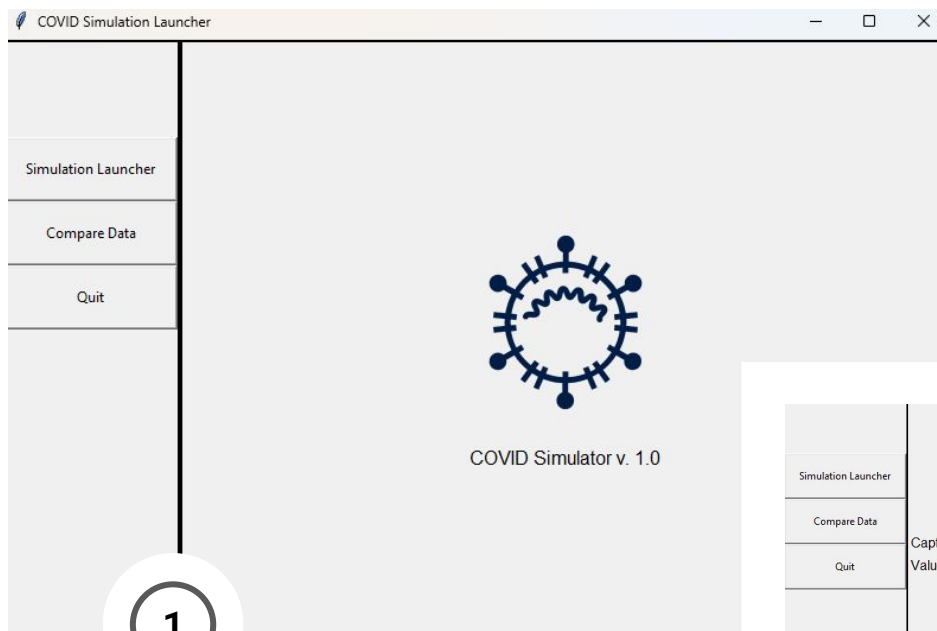 COVID Simulation Launcher
Simulation Launcher
Compare Data
Quit
COVID Simulator v. 1.0
1
Simulation Launcher
Compare Data
Quit